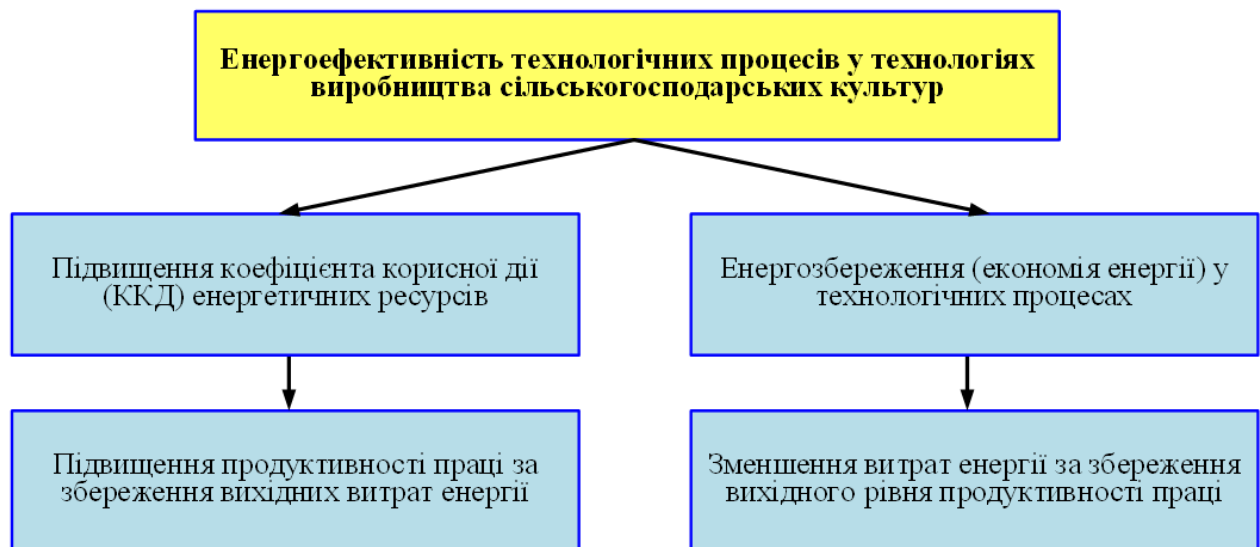 Енергоефективність технологічних процесів у технологіях
виробництва сільськогосподарських культур
Підвищення коефіцієнта корисної дії
(ККД) енергетичних ресурсів
Енергозбереження (економія енергії) у
технологічних процесах
Підвищення продуктивності праці за
збереження вихідних витрат енергії
Зменшення витрат енергії за збереження
вихідного рівня продуктивності праці